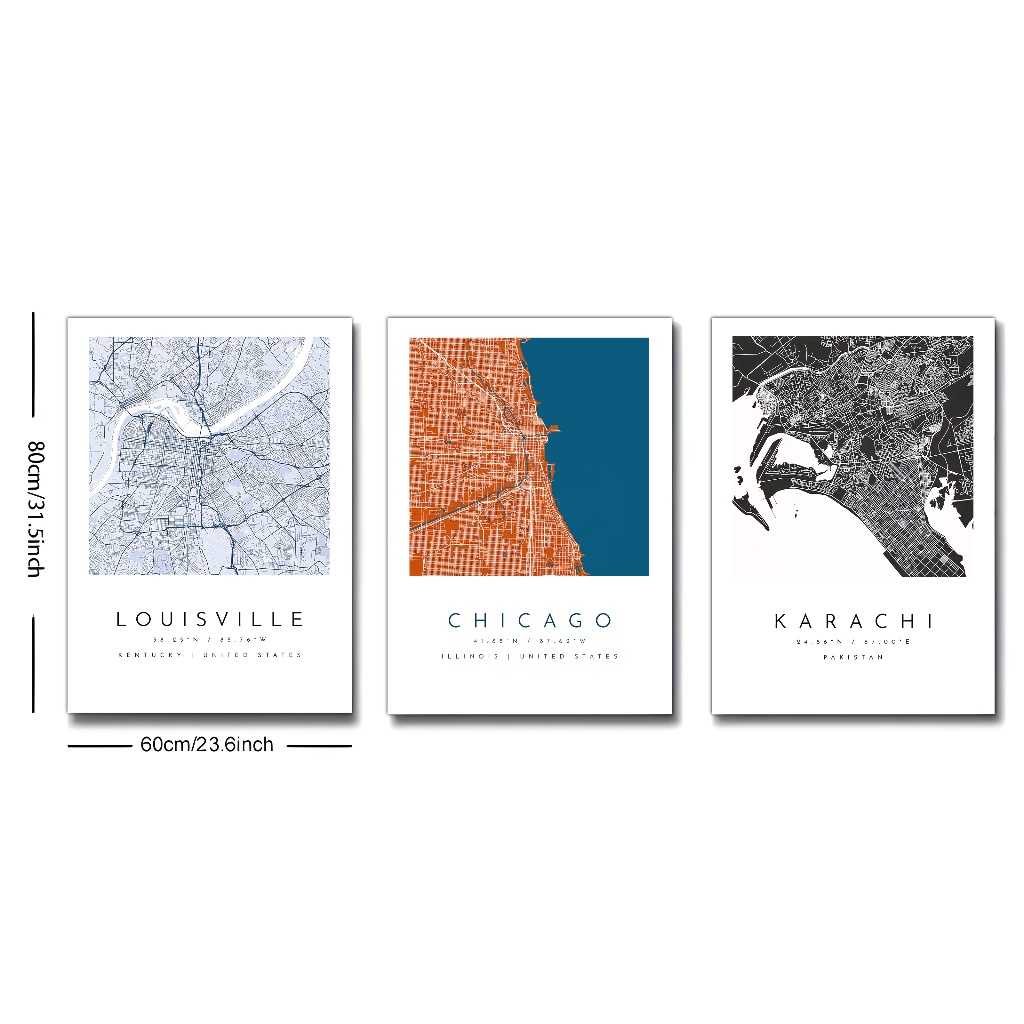 80cm/31.5inch
LOUISVILLE
38.25°N / 85.76°W
KENTUCKY | UNITED STATES
CHICAGO
41.88°N / 87.62°W
ILLINOIS | UNITED STATES
KARACHI
24.86°N / 67.00°E
PAKISTAN
60cm/23.6inch